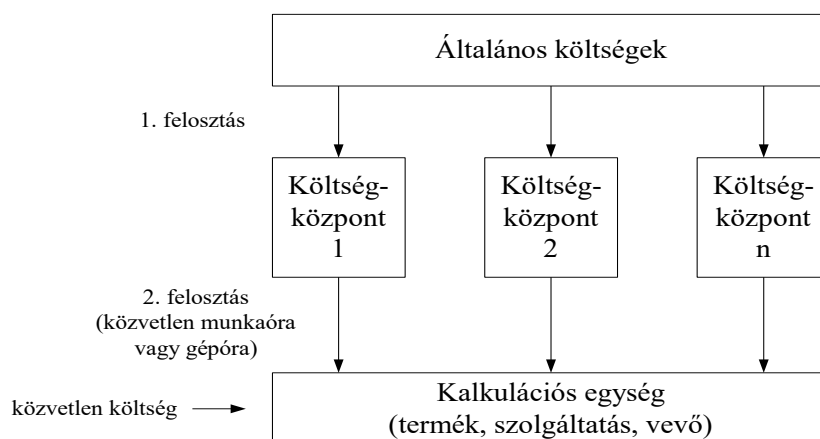 Általános költségek
1. felosztás
Költség-
központ
1
Költség-
központ
2
Költség-
központ
n
2. felosztás
(közvetlen munkaóra
vagy gépóra)
közvetlen költség
Kalkulációs egység
(termék, szolgáltatás, vevő)